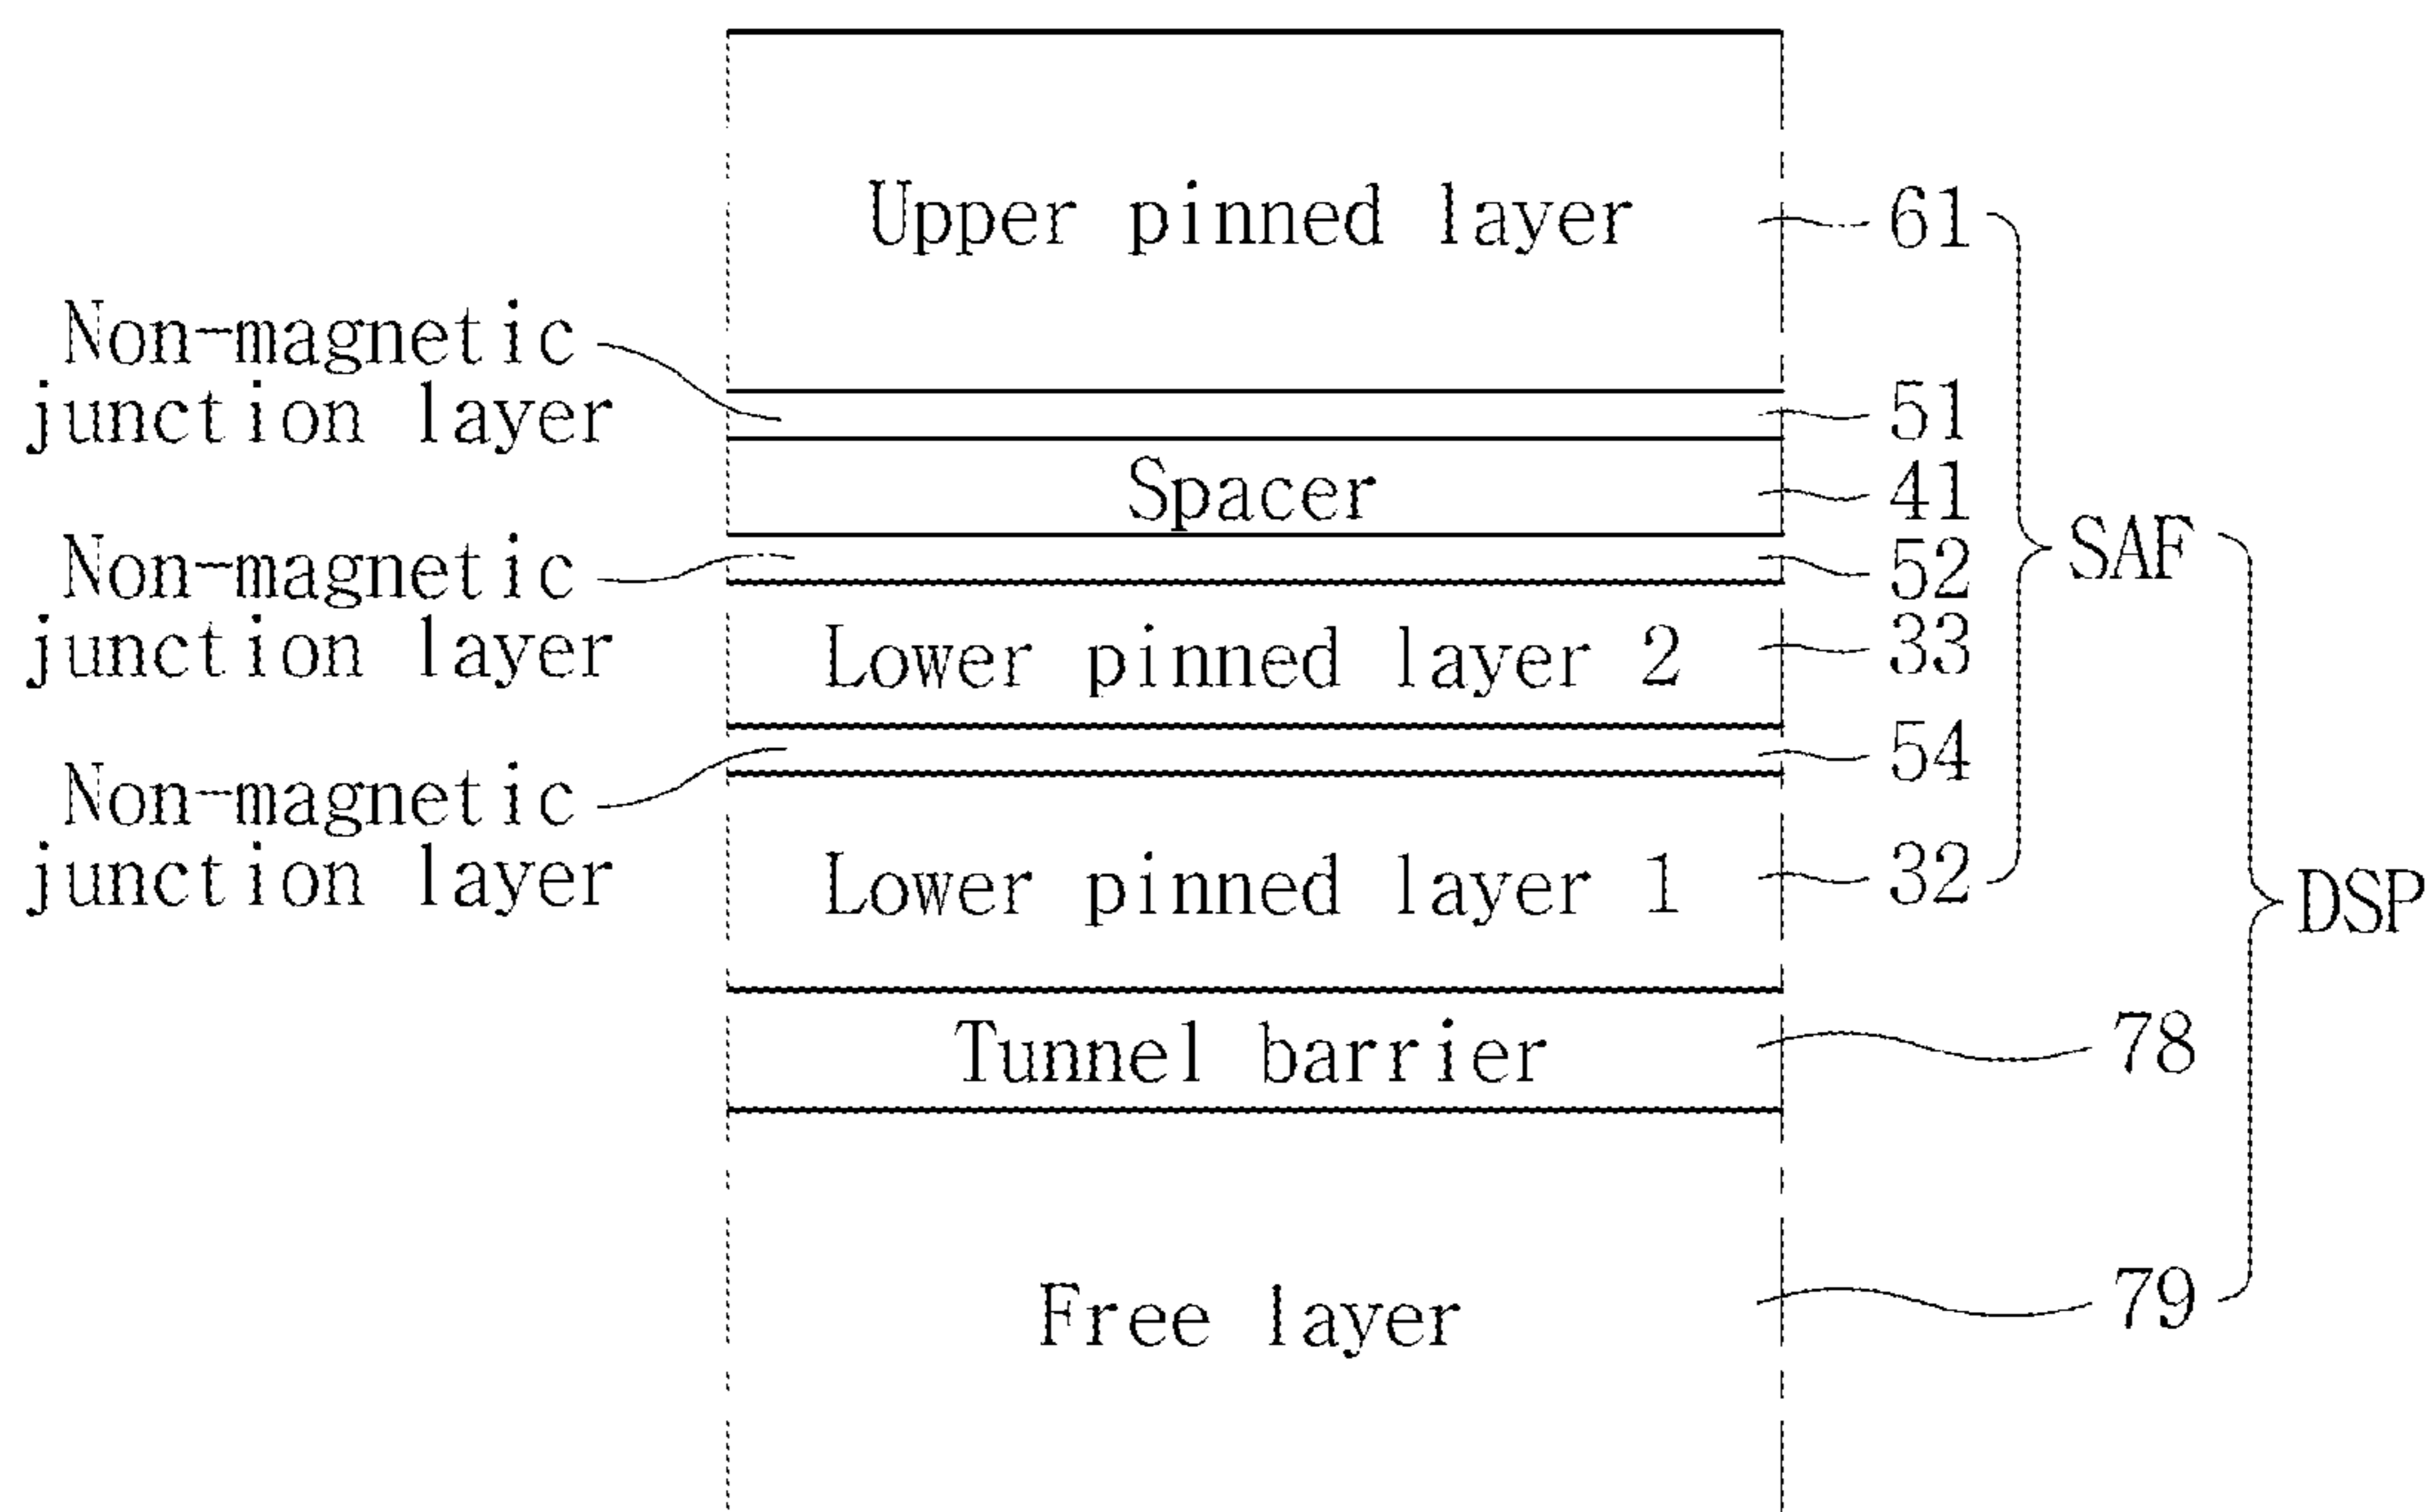 Upper pinned layer
61
Non-magnetic
junction layer
51
Spacer
41
SAF
Non-magnetic
junction layer
52
Lower pinned layer 2
33
54
Non-magnetic
junction layer
Lower pinned layer 1
32
DSP
Tunnel barrier
78
Free layer
79